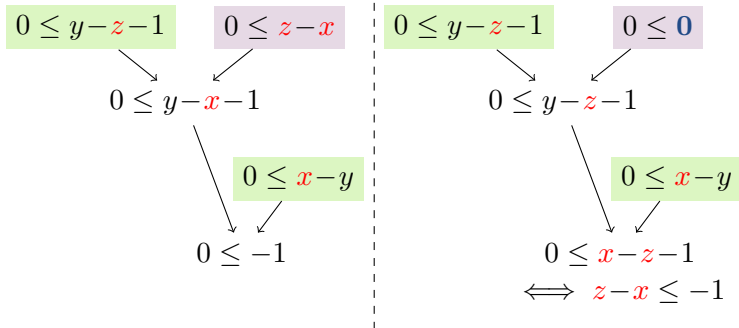 0 ≤ y−z−1
0 ≤ z−x
0 ≤ y−x−1
0 ≤ x−y
0 ≤ −1
0 ≤ y−z−1
0 ≤ 0
0 ≤ y−z−1
0 ≤ x−y
0 ≤ x−z−1
⟺ z−x ≤ −1